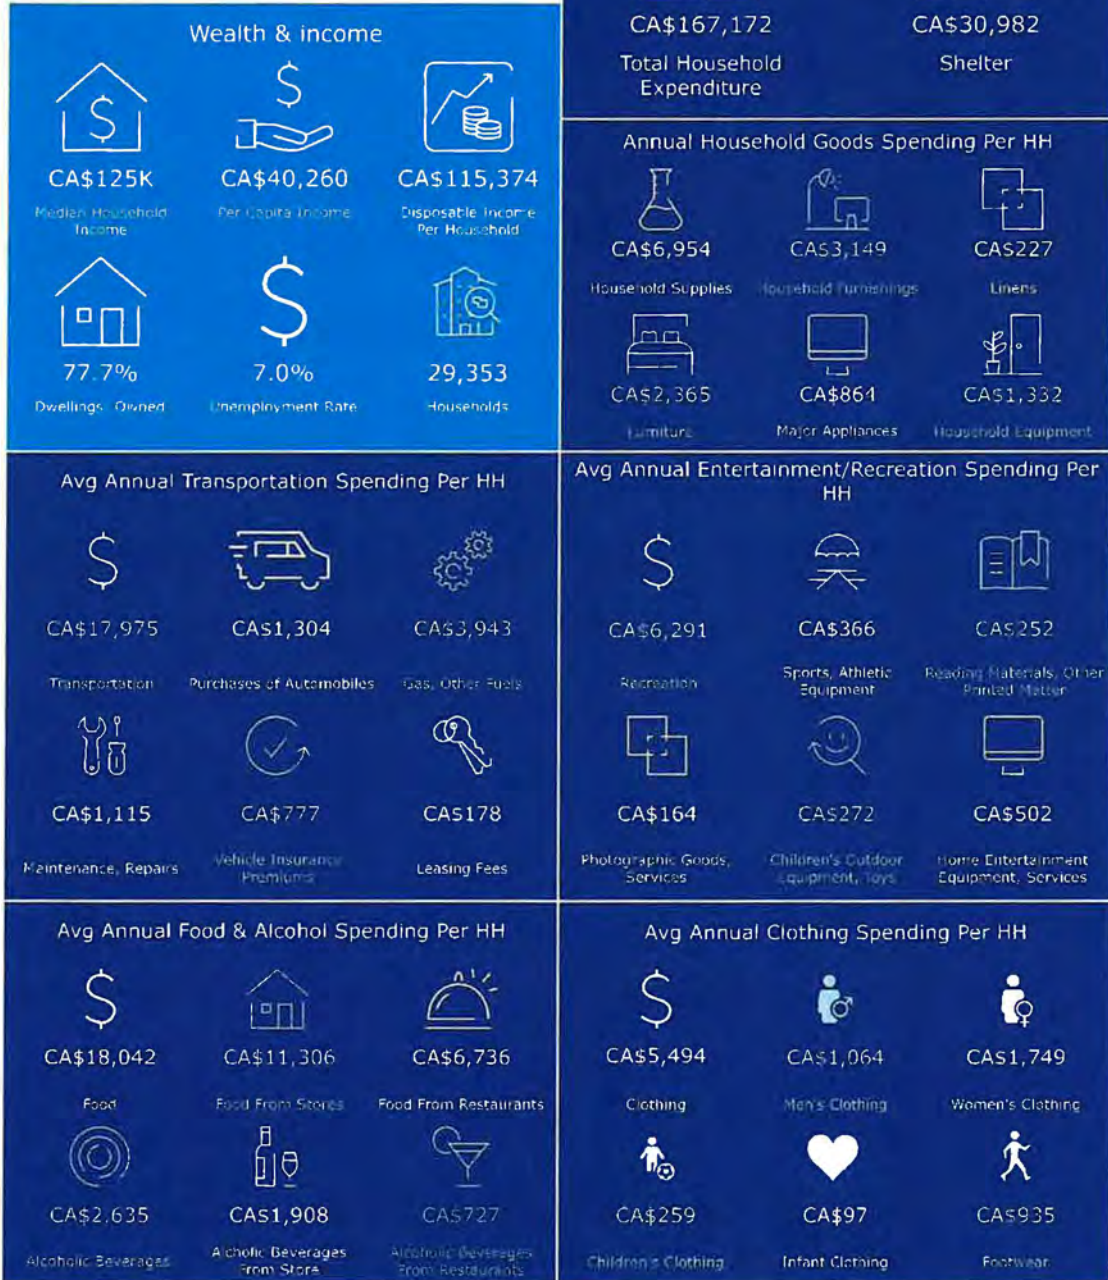 Wealth & income
CA$125K
CA$40,260
CA$115,374
Median Household
Income
Per Capita Income
Disposable Income
Per Household
77.7%
7.0%
29,353
Dwellings Owned
Unemployment Rate
Households
CA$167,172
CA$30,982
Total Household
Expenditure
Shelter
Annual Household Goods Spending Per HH
CA$6,954
CA$3,149
CA$227
Household Supplies
Household Furnishings
Linens
CA$2,365
CA$864
CA$1,332
Furniture
Major Appliances
Household Equipment
Avg Annual Transportation Spending Per HH
CA$17,975
CA$1,304
CA$3,943
Transportation
Purchases of Automobiles
Gas, Other Fuels
CA$1,115
CA$777
CA$178
Maintenance, Repairs
Vehicle Insurance
Premiums
Leasing Fees
Avg Annual Entertainment/Recreation Spending Per
HH
CA$6,291
CA$366
CA$252
Recreation
Sports, Athletic
Equipment
Reading Materials, Other
Printed Matter
CA$164
CA$272
CA$502
Photographic Goods,
Services
Children's Outdoor
Equipment, Toys
Home Entertainment
Equipment, Services
Avg Annual Food & Alcohol Spending Per HH
CA$18,042
CA$11,306
CA$6,736
Food
Food From Stores
Food From Restaurants
CA$2,635
CA$1,908
CA$727
Alcoholic Beverages
Alcholic Beverages
From Store
Alcoholic Beverages
From Restaurants
Avg Annual Clothing Spending Per HH
CA$5,494
CA$1,064
CA$1,749
Clothing
Men's Clothing
Women's Clothing
CA$259
CA$97
CA$935
Children's Clothing
Infant Clothing
Footwear